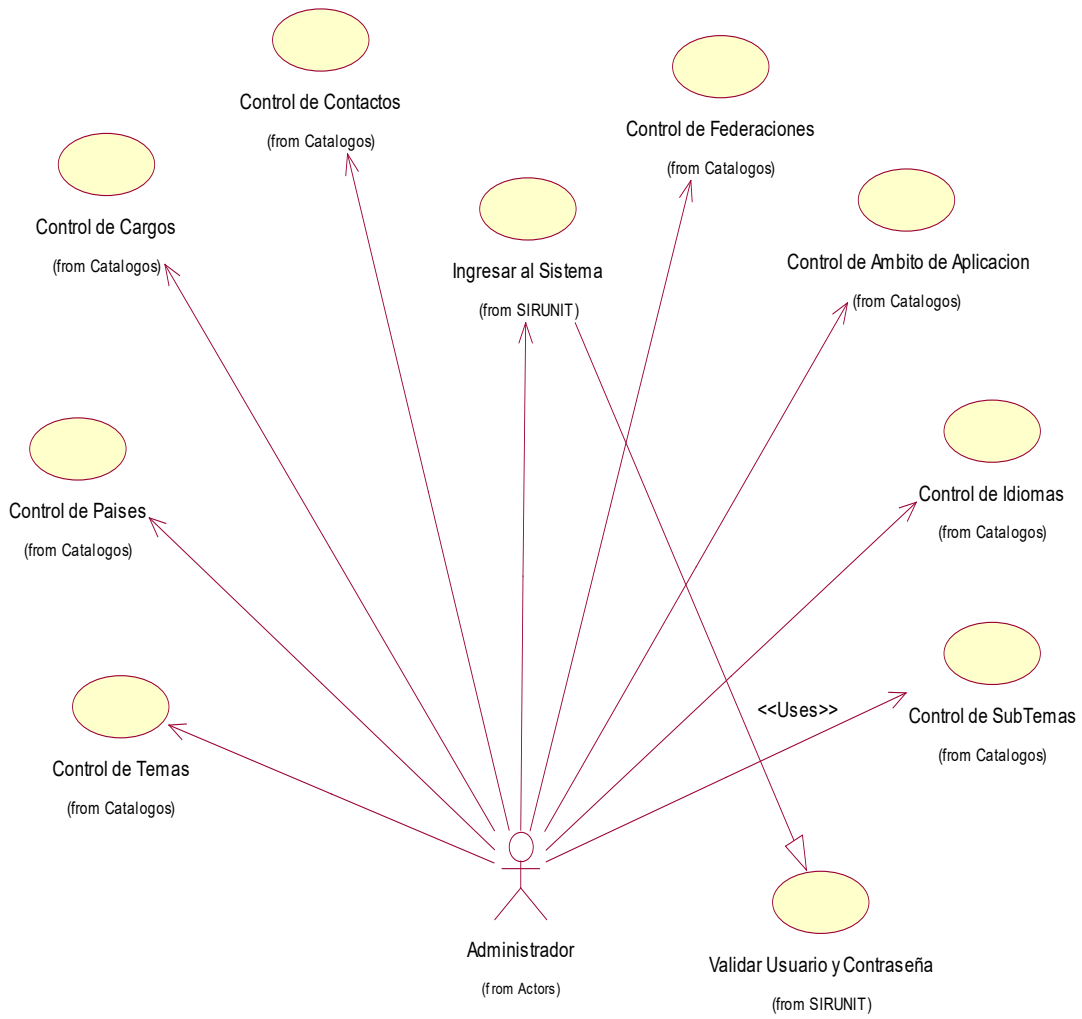 Control de Contactos
(from Catalogos)
Control de Federaciones
(from Catalogos)
Control de Cargos
(from Catalogos)
Ingresar al Sistema
(from SIRUNIT)
Control de Ambito de Aplicacion
(from Catalogos)
Control de Paises
(from Catalogos)
Control de Idiomas
(from Catalogos)
<<Uses>>
Control de SubTemas
(from Catalogos)
Control de Temas
(from Catalogos)
Administrador
(from Actors)
Validar Usuario y Contraseña
(from SIRUNIT)